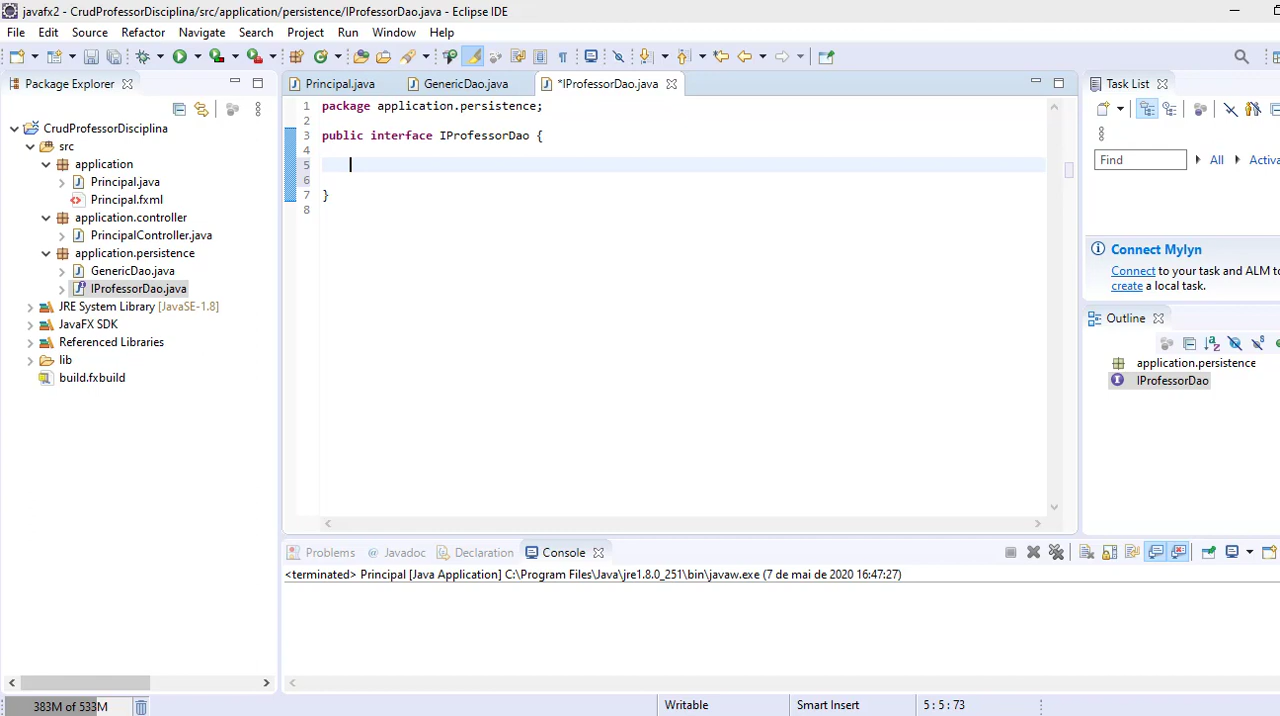 javafx2 - CrudProfessorDisciplina/src/application/persistence/IProfessorDao.java - Eclipse IDE
File Edit Source Refactor Navigate Search Project Run Window Help
Package Explorer
Principal.java GenericDao.java *IProfessorDao.java
Task List
CrudProfessorDisciplina
src
application
Principal.java
Principal.fxml
application.controller
PrincipalController.java
application.persistence
GenericDao.java
IProfessorDao.java
JRE System Library [JavaSE-1.8]
JavaFX SDK
Referenced Libraries
lib
build.fxbuild
1 package application.persistence;
2
3 public interface IProfessorDao {
4
5
6
7 }
8
Find All Activa
Connect Mylyn
Connect to your task and ALM to
create a local task.
Outline
application.persistence
IProfessorDao
Problems Javadoc Declaration Console
<terminated> Principal [Java Application] C:\Program Files\Java\jre1.8.0_251\bin\javaw.exe (7 de mai de 2020 16:47:27)
383M of 533M Writable Smart Insert 5 : 5 : 73